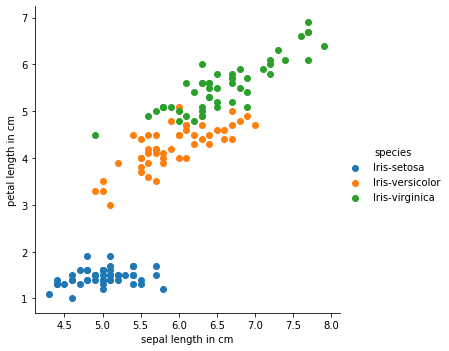 7
6
5
4
3
2
1
petal length in cm
4.5 5.0 5.5 6.0 6.5 7.0 7.5 8.0
sepal length in cm
species
Iris-setosa
Iris-versicolor
Iris-virginica